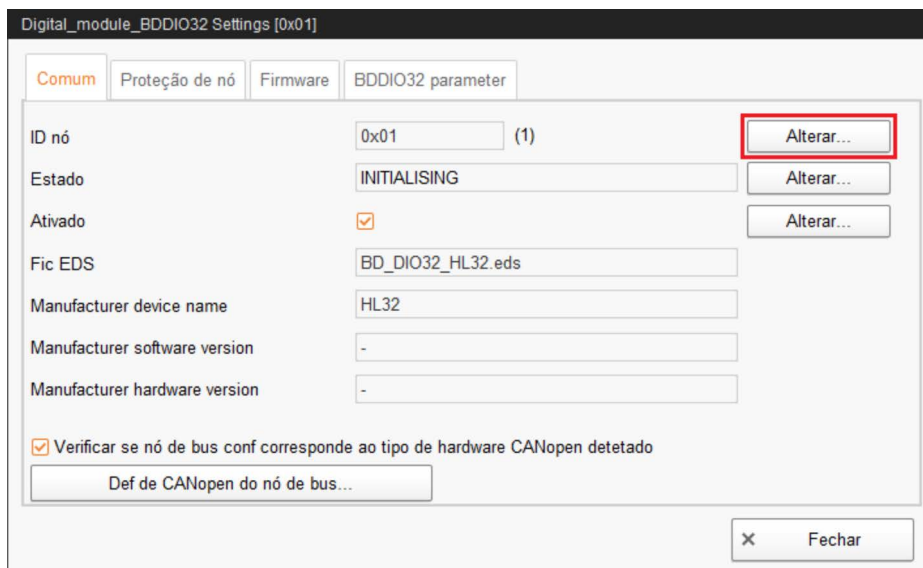 Digital_module_BDDIO32 Settings [0x01]
Comum Proteção de nó Firmware BDDIO32 parameter
ID nó 0x01 (1) Alterar...
Estado INITIALISING Alterar...
Ativado Alterar...
Fic EDS BD_DIO32_HL32.eds
Manufacturer device name HL32
Manufacturer software version -
Manufacturer hardware version -
Verificar se nó de bus conf corresponde ao tipo de hardware CANopen detetado
Def de CANopen do nó de bus...
Fechar